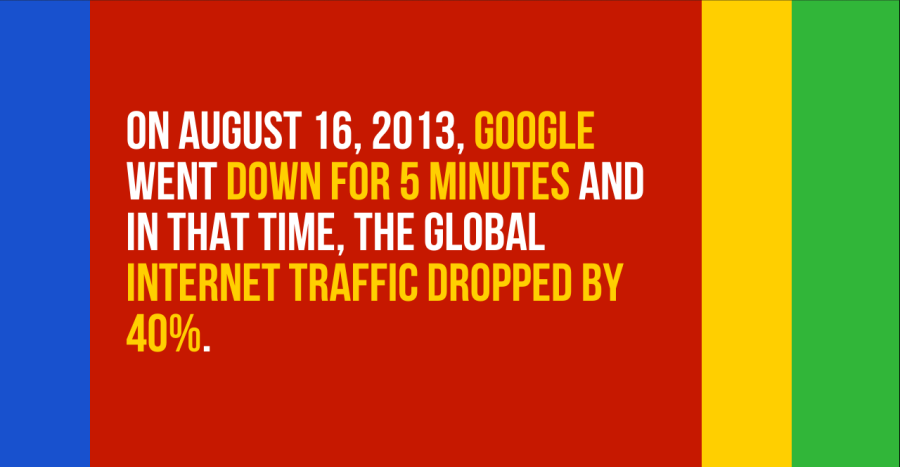 ON AUGUST 16, 2013, GOOGLE
WENT DOWN FOR 5 MINUTES AND
IN THAT TIME, THE GLOBAL
INTERNET TRAFFIC DROPPED BY
40%.